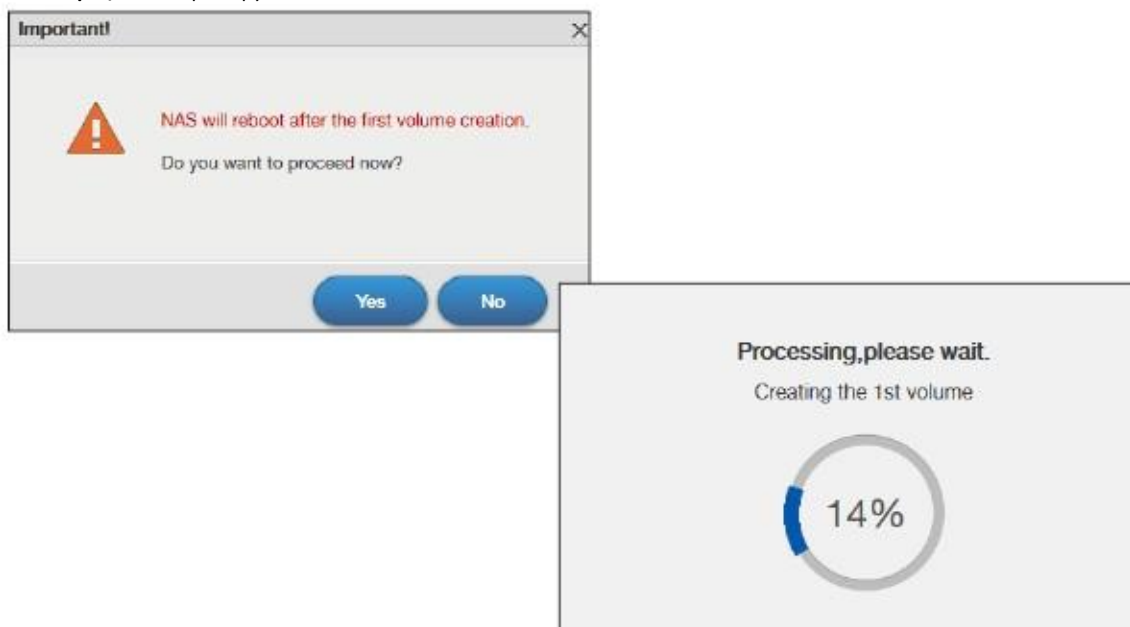 Important!
NAS will reboot after the first volume creation.
Do you want to proceed now?
Yes
No
Processing,please wait.
Creating the 1st volume
14%